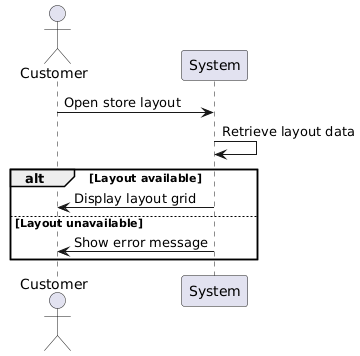 Customer
System
Open store layout
Retrieve layout data
alt [Layout available]
Display layout grid
[Layout unavailable]
Show error message
Customer
System